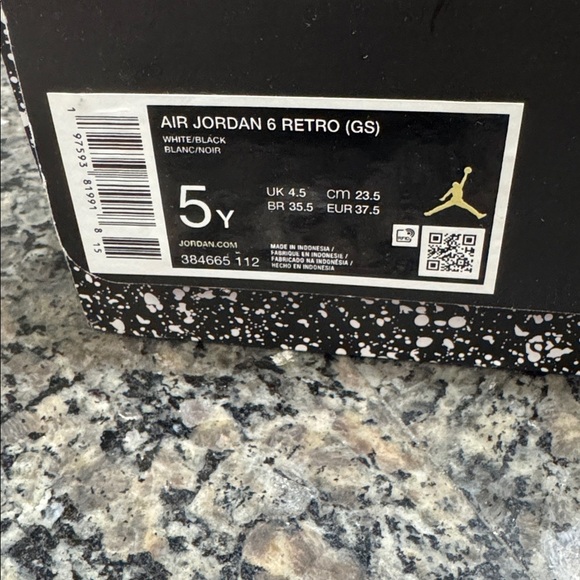 AIR JORDAN 6 RETRO (GS)
WHITE/BLACK
BLANC/NOIR
5Y
UK 4.5 cm 23.5
BR 35.5 EUR 37.5
JORDAN.COM
384665 112
MADE IN INDONESIA /
FABRIQUE EN INDONESIE /
FABRICADO NA INDONÉSIA /
HECHO EN INDONESIA
1 97593 81991 8 15